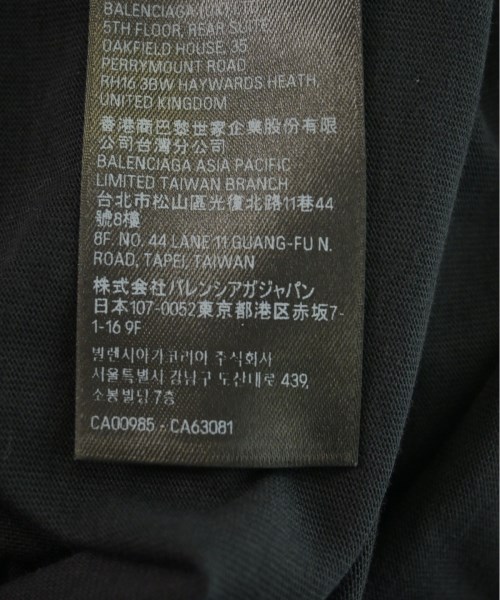 BALENCIAGA (UK) LTD
5TH FLOOR, REAR SUITE,
OAKFIELD HOUSE, 35
PERRYMOUNT ROAD
RH16 3BW HAYWARDS HEATH,
UNITED KINGDOM
香港商巴黎世家企業股份有限
公司台灣分公司
BALENCIAGA ASIA PACIFIC
LIMITED TAIWAN BRANCH
台北市松山區光復北路11巷44
號8樓
8F. NO. 44 LANE 11 GUANG-FU N.
ROAD, TAPEI, TAIWAN
株式会社バレンシアガジャパン
日本107-0052東京都港区赤坂7-
1-16 9F
발렌시아가코리아 주식회사
서울특별시 강남구 도산대로 439,
소봉빌딩 7층
CA00985 - CA63081